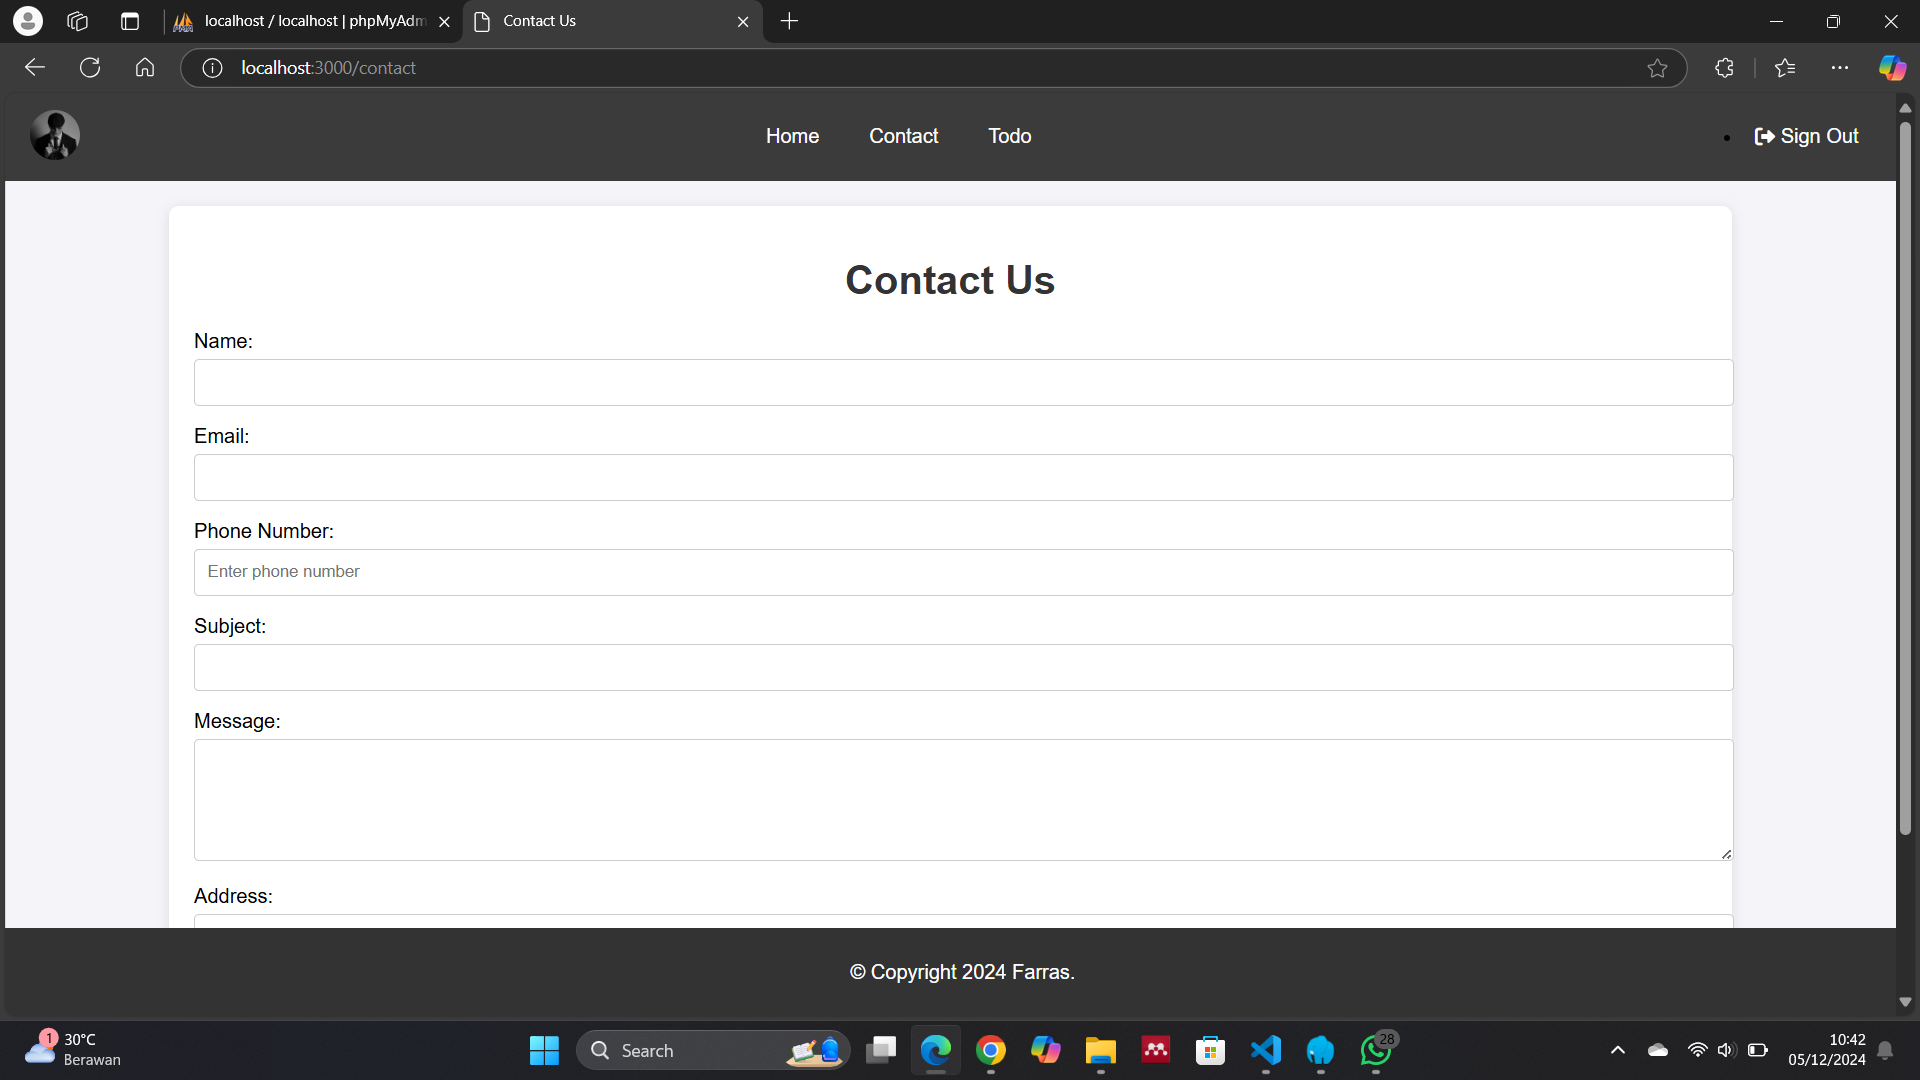 localhost / localhost | phpMyAdm
Contact Us
localhost:3000/contact
Home
Contact
Todo
Sign Out
Contact Us
Name:
Email:
Phone Number:
Enter phone number
Subject:
Message:
Address:
© Copyright 2024 Farras.
1
30°C
Berawan
Search
28
10:42
05/12/2024